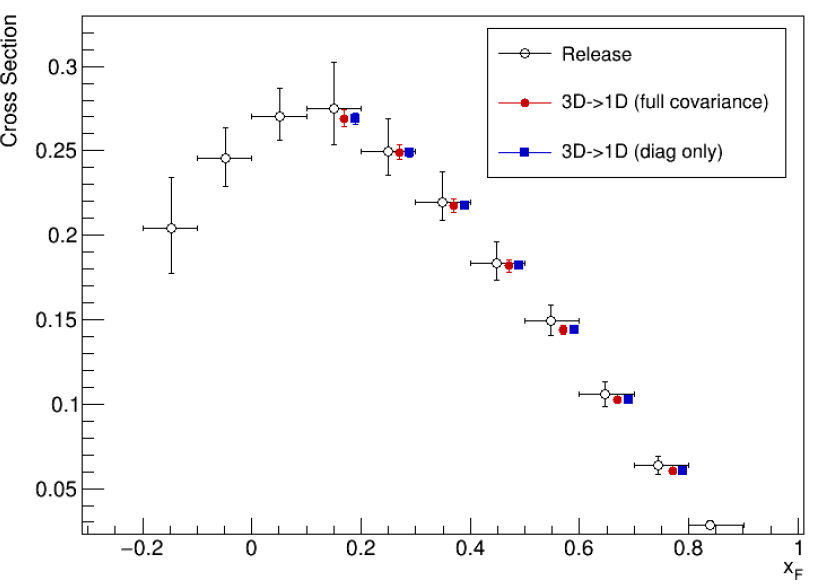 Cross Section
Release
3D->1D (full covariance)
3D->1D (diag only)
0.3
0.25
0.2
0.15
0.1
0.05
−0.2 0 0.2 0.4 0.6 0.8 1
x_F